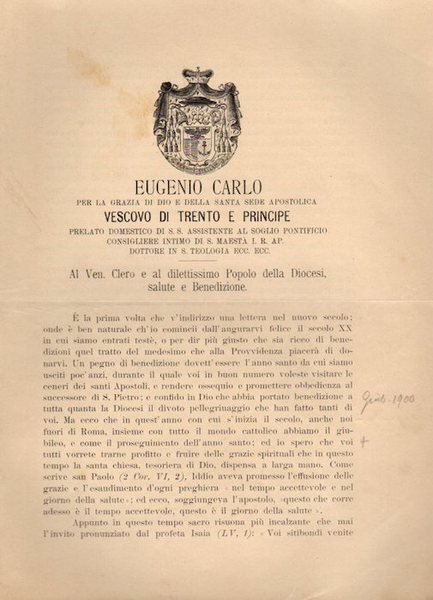 EUGENIO CARLO
PER LA GRAZIA DI DIO E DELLA SANTA SEDE APOSTOLICA
VESCOVO DI TRENTO E PRINCIPE
PRELATO DOMESTICO DI S. S. ASSISTENTE AL SOGLIO PONTIFICIO
CONSIGLIERE INTIMO DI S. MAESTÀ I. R. AP.
DOTTORE IN S. TEOLOGIA ECC. ECC.
Al Ven. Clero e al dilettissimo Popolo della Diocesi,
salute e Benedizione.
È la prima volta che v'indirizzo una lettera nel nuovo secolo;
onde è ben naturale ch'io cominci dall'augurarvi felice il secolo XX
in cui siamo entrati testè, o per dir più giusto che sia ricco di bene-
dizioni quel tratto del medesimo che alla Provvidenza piacerà di do-
narvi. Un pegno di benedizione dovett'essere l'anno santo da cui siamo
usciti poc'anzi, durante il quale voi in buon numero voleste visitare le
ceneri dei santi Apostoli, e rendere ossequio e promettere obbedienza al
successore di S. Pietro; e confido in Dio che abbia portato benedizione a
tutta quanta la Diocesi il divoto pellegrinaggio che han fatto tanti di
voi. Ma ecco che in quest'anno con cui s'inizia il secolo, anche noi
fuori di Roma, insieme con tutto il mondo cattolico abbiamo il giu-
bileo, e come il proseguimento dell'anno santo; ed io spero che voi
tutti vorrete trarne profitto e fruire delle grazie spirituali che in questo
tempo la santa chiesa, tesoriera di Dio, dispensa a larga mano. Come
scrive san Paolo (2 Cor. VI, 2), Iddio aveva promesso l'effusione delle
grazie e l'esaudimento d'ogni preghiera « nel tempo accettevole e nel
giorno della salute »; ed ecco, soggiungeva l'apostolo, « questo che corre
adesso è il tempo accettevole, questo è il giorno della salute ».
Appunto in questo tempo sacro risuona più incalzante che mai
l'invito pronunziato dal profeta Isaia (LV, 1): « Voi sitibondi venite
1900
+